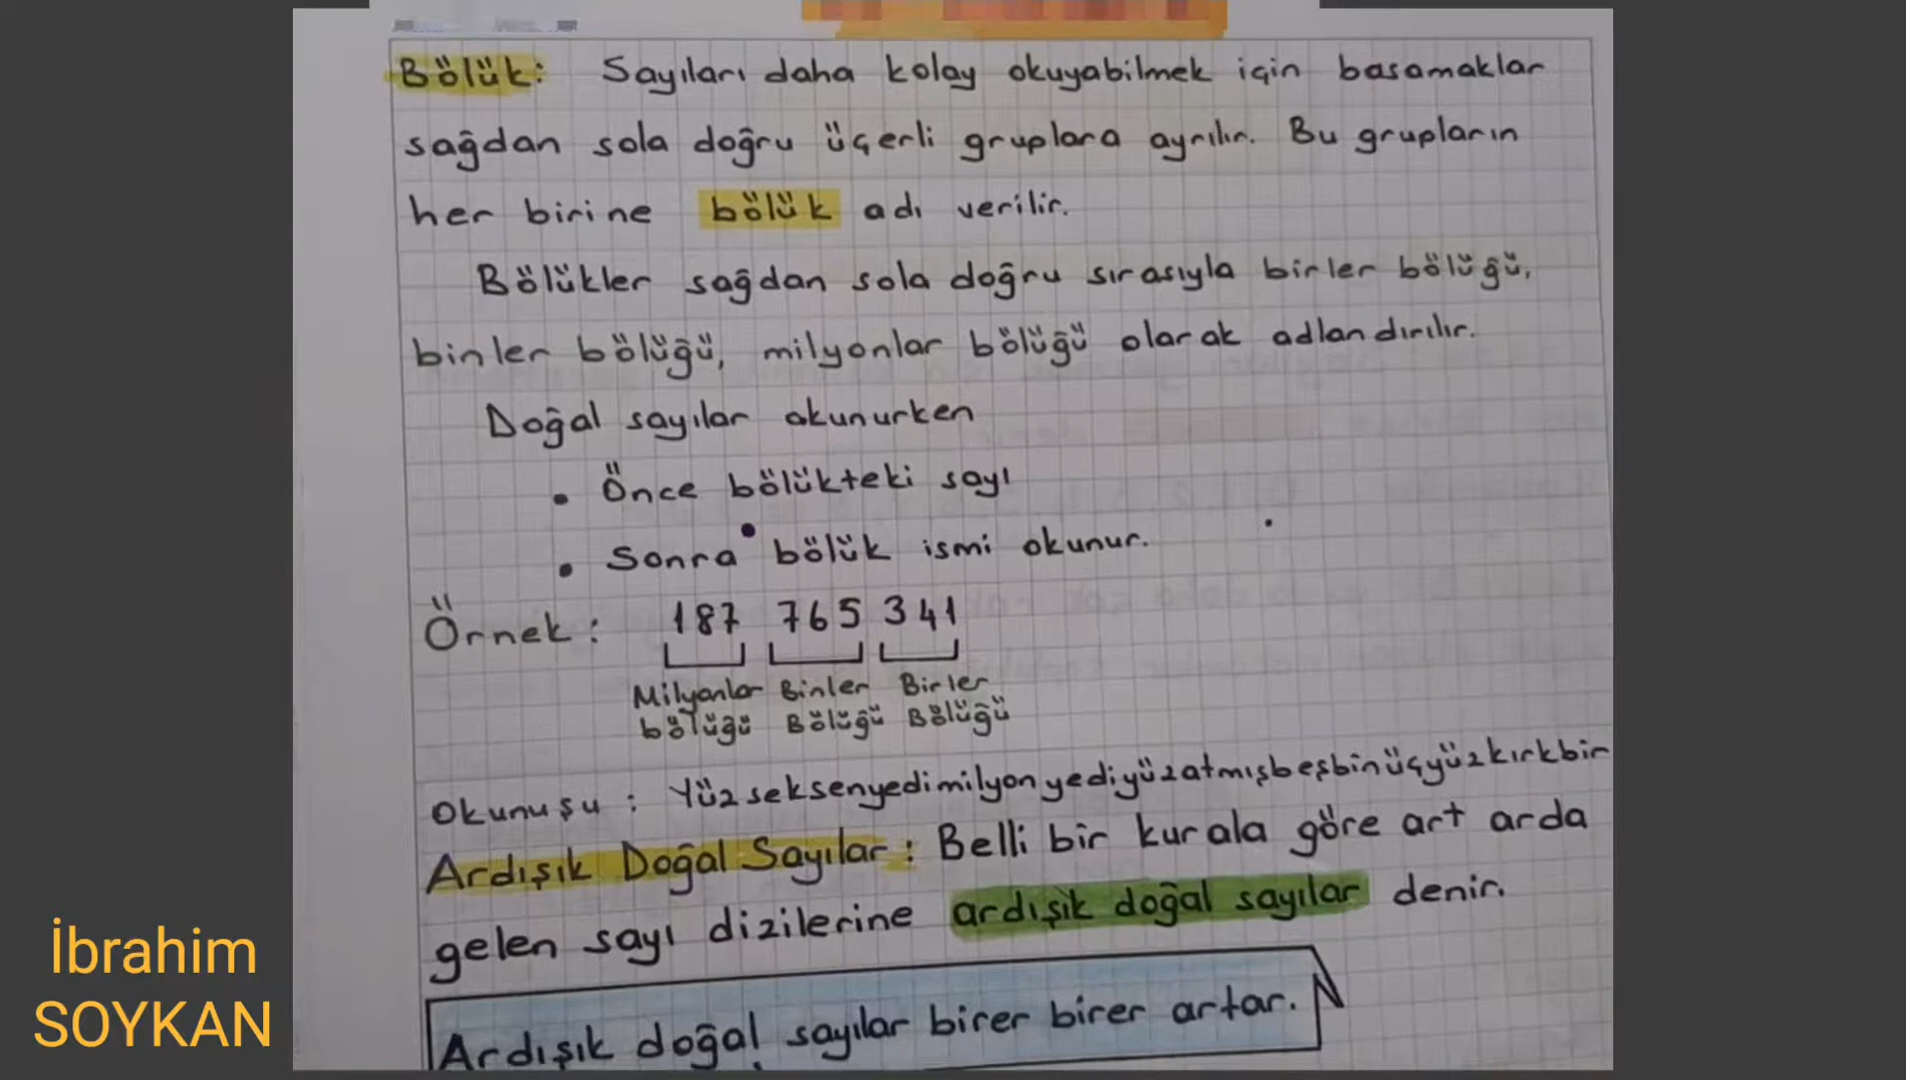 Bölük: Sayıları daha kolay okuyabilmek için basamaklar
sağdan sola doğru üçerli gruplara ayrılır. Bu grupların
her birine bölük adı verilir.
Bölükler sağdan sola doğru sırasıyla birler bölüğü,
binler bölüğü, milyonlar bölüğü olarak adlandırılır.
Doğal sayılar okunurken
• Önce bölükteki sayı
• Sonra bölük ismi okunur.
Örnek: 187 765 341
Milyonlar Binler Birler
bölüğü Bölüğü Bölüğü
Okunuşu: Yüzseksenyedimilyonyediyüzatmışbeşbinüçyüzkırkbir
Ardışık Doğal Sayılar: Belli bir kurala göre art arda
gelen sayı dizilerine ardışık doğal sayılar denir.
Ardışık doğal sayılar birer birer artar.
İbrahim
SOYKAN